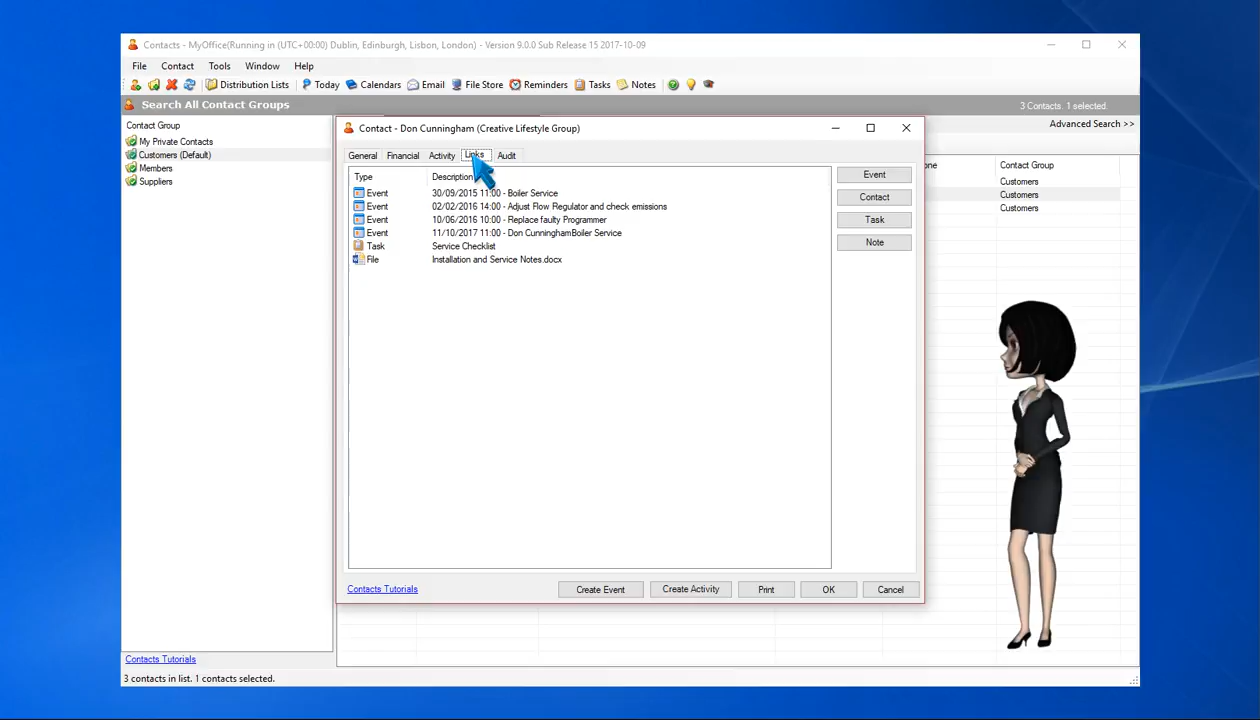 Contacts - MyOffice(Running in (UTC+00:00) Dublin, Edinburgh, Lisbon, London) - Version 9.0.0 Sub Release 15 2017-10-09
File Contact Tools Window Help
Distribution Lists Today Calendars Email File Store Reminders Tasks Notes
Search All Contact Groups
3 Contacts. 1 selected.
Contact Group
My Private Contacts
Customers (Default)
Members
Suppliers
Advanced Search >>
Contact Group
Customers
Customers
Customers
Contact - Don Cunningham (Creative Lifestyle Group)
General Financial Activity Links Audit
Type Description
Event 30/09/2015 11:00 - Boiler Service
Event 02/02/2016 14:00 - Adjust Flow Regulator and check emissions
Event 10/06/2016 10:00 - Replace faulty Programmer
Event 11/10/2017 11:00 - Don CunninghamBoiler Service
Task Service Checklist
File Installation and Service Notes.docx
Event
Contact
Task
Note
Contacts Tutorials
Create Event Create Activity Print OK Cancel
Contacts Tutorials
3 contacts in list. 1 contacts selected.